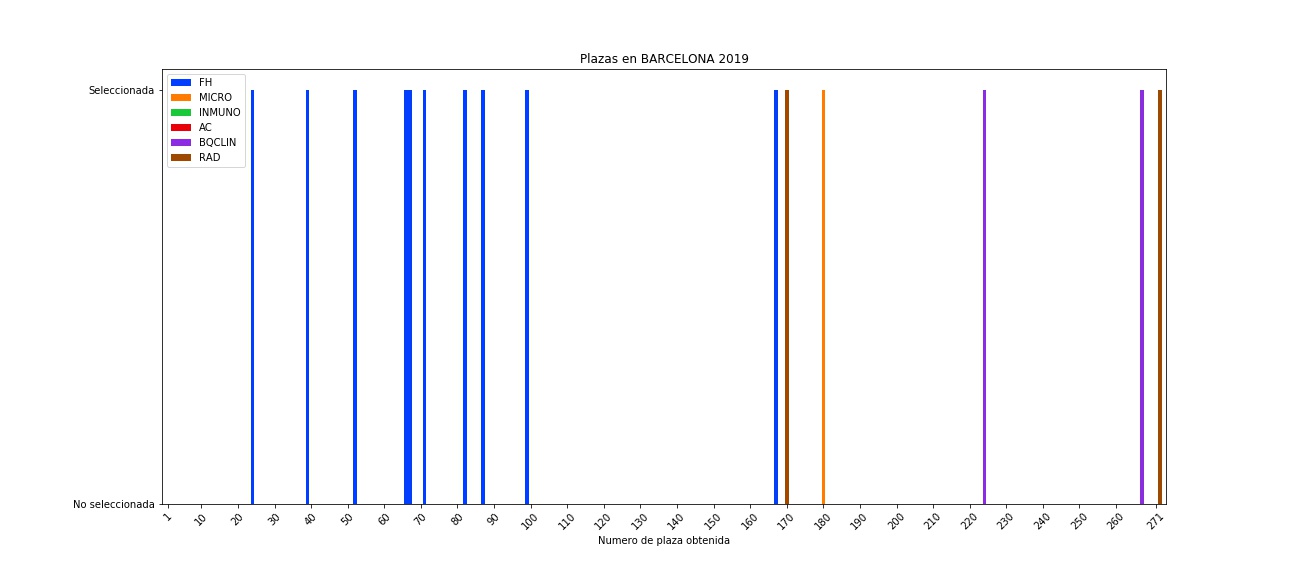 Plazas en BARCELONA 2019
Seleccionada
No seleccionada
FH
MICRO
INMUNO
AC
BQCLIN
RAD
1 10 20 30 40 50 60 70 80 90 100 110 120 130 140 150 160 170 180 190 200 210 220 230 240 250 260 271
Numero de plaza obtenida